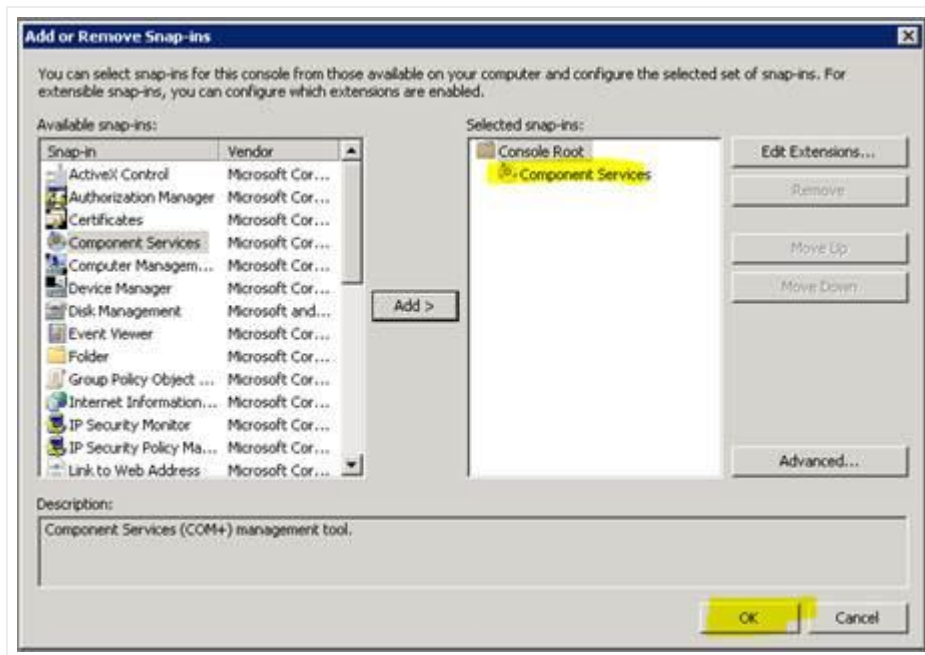 Add or Remove Snap-ins
You can select snap-ins for this console from those available on your computer and configure the selected set of snap-ins. For
extensible snap-ins, you can configure which extensions are enabled.
Available snap-ins:
Snap-in Vendor
ActiveX Control Microsoft Cor...
Authorization Manager Microsoft Cor...
Certificates Microsoft Cor...
Component Services Microsoft Cor...
Computer Managem... Microsoft Cor...
Device Manager Microsoft Cor...
Disk Management Microsoft and...
Event Viewer Microsoft Cor...
Folder Microsoft Cor...
Group Policy Object ... Microsoft Cor...
Internet Information... Microsoft Cor...
IP Security Monitor Microsoft Cor...
IP Security Policy Ma... Microsoft Cor...
Link to Web Address Microsoft Cor...
Add >
Selected snap-ins:
Console Root
Component Services
Edit Extensions...
Remove
Move Up
Move Down
Advanced...
Description:
Component Services (COM+) management tool.
OK Cancel